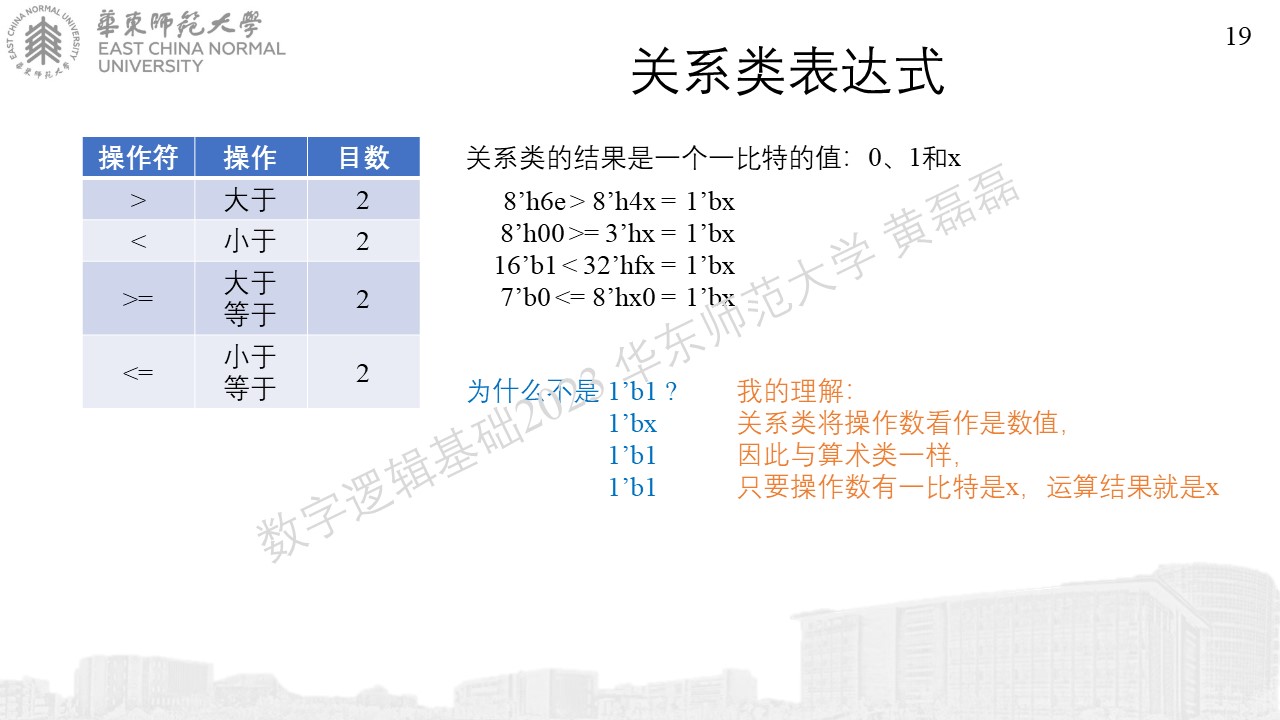 EAST CHINA NORMAL UNIVERSITY
華東师范大學
華東師范大學
EAST CHINA NORMAL
UNIVERSITY
19
关系类表达式
操作符 操作 目数
> 大于 2
< 小于 2
>= 大于
等于 2
<= 小于
等于 2
关系类的结果是一个一比特的值：0、1和x
8’h6e > 8’h4x = 1’bx
8’h00 >= 3’hx = 1’bx
16’b1 < 32’hfx = 1’bx
7’b0 <= 8’hx0 = 1’bx
为什么不是 1’b1 ?
1’bx
1’b1
1’b1
我的理解：
关系类将操作数看作是数值，
因此与算术类一样，
只要操作数有一比特是x，运算结果就是x
数字逻辑基础2023 华东师范大学 黄磊磊